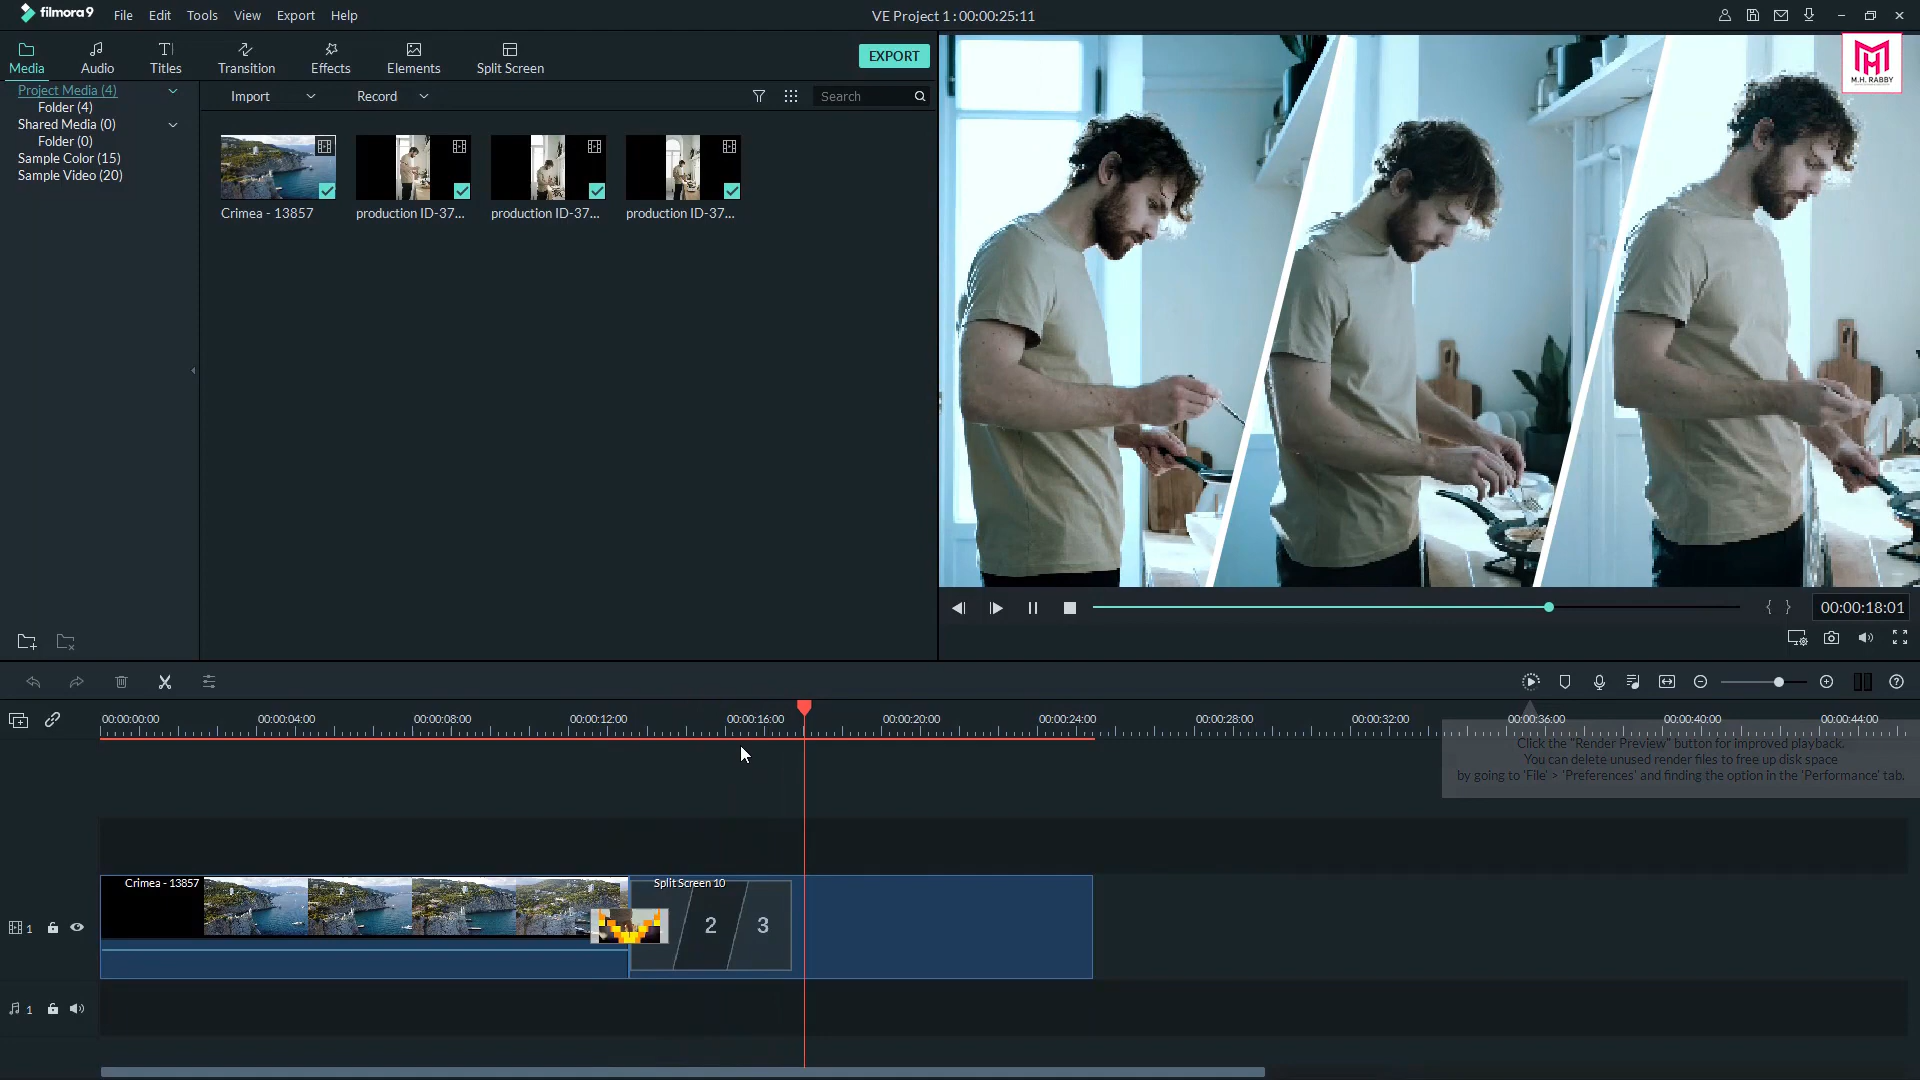 filmora9 File Edit Tools View Export Help VE Project 1 : 00:00:25:11
Media Audio Titles Transition Effects Elements Split Screen EXPORT
M.H. RABBY
Project Media (4)
Folder (4)
Shared Media (0)
Folder (0)
Sample Color (15)
Sample Video (20)
Import Record Search
Crimea - 13857 production ID-37... production ID-37... production ID-37...
{ } 00:00:18:01
00:00:00:00 00:00:04:00 00:00:08:00 00:00:12:00 00:00:16:00 00:00:20:00 00:00:24:00 00:00:28:00 00:00:32:00 00:00:36:00 00:00:40:00 00:00:44:00
Click the "Render Preview" button for improved playback.
You can delete unused render files to free up disk space
by going to 'File' > 'Preferences' and finding the option in the 'Performance' tab.
Crimea - 13857 Split Screen 10
1 2 3
1